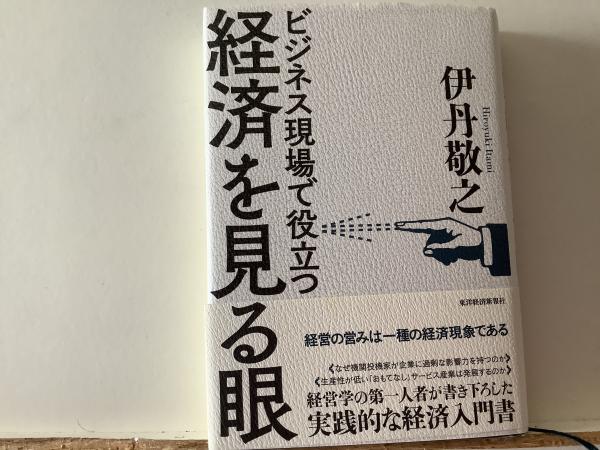 ビジネス現場で役立つ
経済を見る眼
伊丹敬之
Hiroyuki Itami
東洋経済新報社
経営の営みは一種の経済現象である
《なぜ機関投資家が企業に過剰な影響力を持つのか》
《生産性が低い「おもてなし」サービス産業は発展するのか》
経営学の第一人者が書き下ろした
実践的な経済入門書